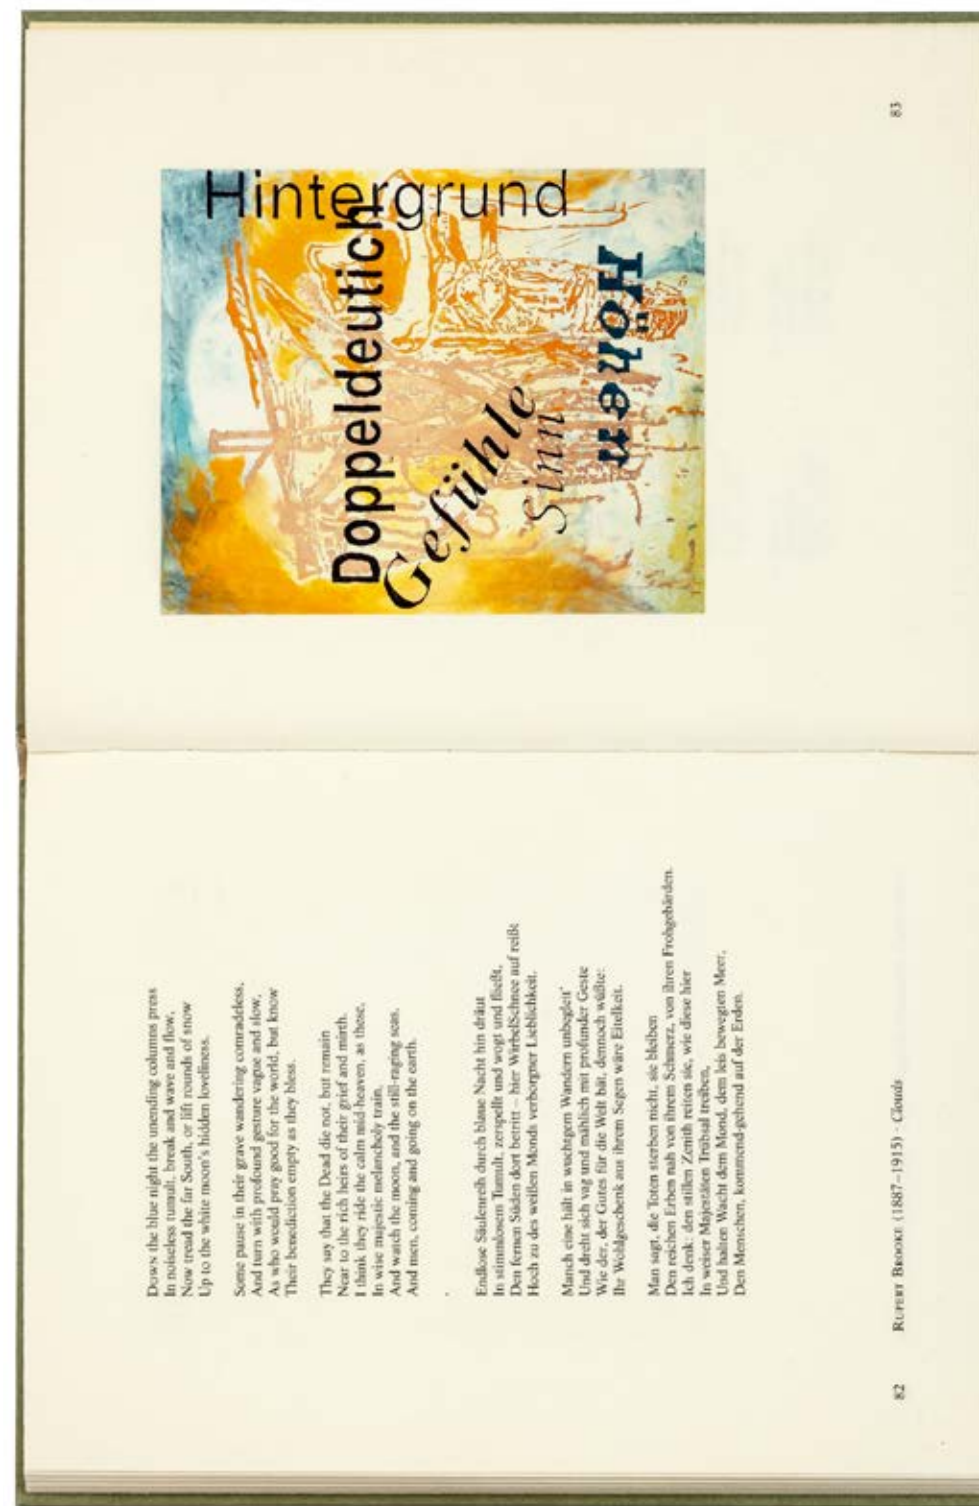 Down the blue night the unending columns press
In noiseless tumult, break and wave and flow,
Now tread the far South, or lift rounds of snow
Up to the white moon's hidden loveliness.
Some pause in their grave wandering comradeless,
And turn with profound gesture vague and slow,
As who would pray good for the world, but know
Their benediction empty as they bless.
They say that the Dead die not, but remain
Near to the rich heirs of their grief and mirth.
I think they ride the calm mid-heaven, as these,
In wise majestic melancholy train,
And watch the moon, and the still-raging seas,
And men, coming and going on the earth.
Endlose Säulenreih durch blaue Nacht hin dräut
In stimmlosem Tumult, zerspellt und wogt und fließt,
Den fernen Süden dort betritt – hier WirbelSchnee auf reißt
Hoch zu des weißen Monds verborgner Lieblichkeit.
Manch eine hält in wuchtgem Wandern unbegleit'
Und dreht sich vag und mählich mit profunder Geste
Wie der, der Gutes für die Welt bät, dennoch wüßte:
Ihr Wohlgeschenk aus ihrem Segen wäre Eitelkeit.
Man sagt, die Toten sterben nicht, sie bleiben
Den reichen Erben nah von ihrem Schmerz, von ihren Frohgebärden.
Ich denk: den stillen Zenith reiten sie, wie diese hier
In weiser Majestäten Trübsal treiben,
Und halten Wacht dem Mond, dem leis bewegten Meer,
Den Menschen, kommend-gehend auf der Erden.
82 RUPERT BROOKE (1887–1915) - Clouds
Hintergrund
Doppeldeutich
Gefühle
Sinn
Höhen
83